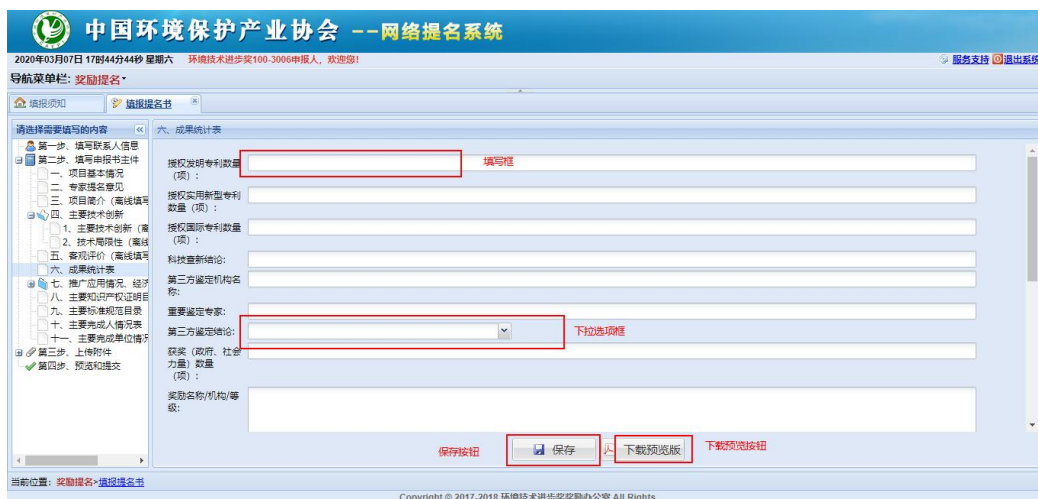 中国环境保护产业协会 --网络提名系统
2020年03月07日 17时44分44秒 星期六 环境技术进步奖100-3006申报人，欢迎您！ 服务支持 退出系统
导航菜单栏: 奖励提名
填报须知 填报提名书
请选择需要填写的内容 六、成果统计表
第一步、填写联系人信息
第二步、填写申报书主件
一、项目基本情况
二、专家提名意见
三、项目简介（离线填写
四、主要技术创新
1、主要技术创新（离
2、技术局限性（离线
五、客观评价（离线填写
六、成果统计表
七、推广应用情况、经济
八、主要知识产权证明目
九、主要标准规范目录
十、主要完成人情况表
十一、主要完成单位情况
第三步、上传附件
第四步、预览和提交
授权发明专利数量
（项）:
填写框
授权实用新型专利
数量（项）:
授权国际专利数量
（项）:
科技查新结论:
第三方鉴定机构名
称:
重要鉴定专家:
第三方鉴定结论:
下拉选项框
获奖（政府、社会
力量）数量
（项）:
奖励名称/机构/等
级:
保存按钮 保存 下载预览版 下载预览按钮
当前位置: 奖励提名>填报提名书
Copyright © 2017-2018 环境技术进步奖奖励办公室 All Rights